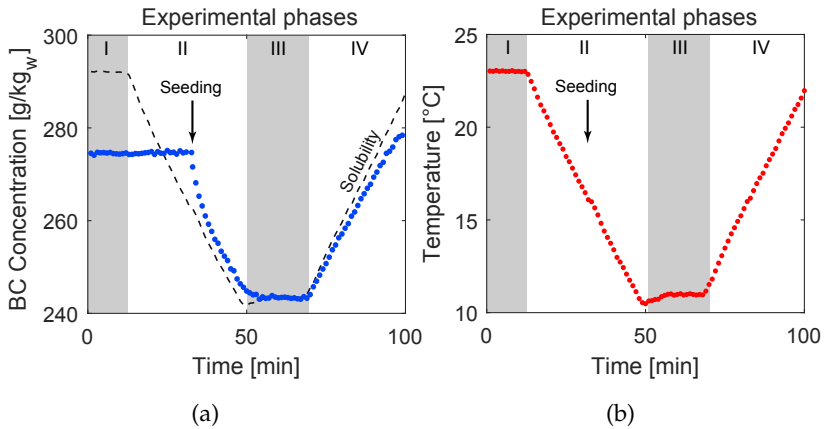 Experimental phases
I II III IV
BC Concentration [g/kgw]
300
280
260
240
Seeding
Solubility
0 50 100
Time [min]
(a)
Experimental phases
I II III IV
Temperature [°C]
25
20
15
10
Seeding
0 50 100
Time [min]
(b)